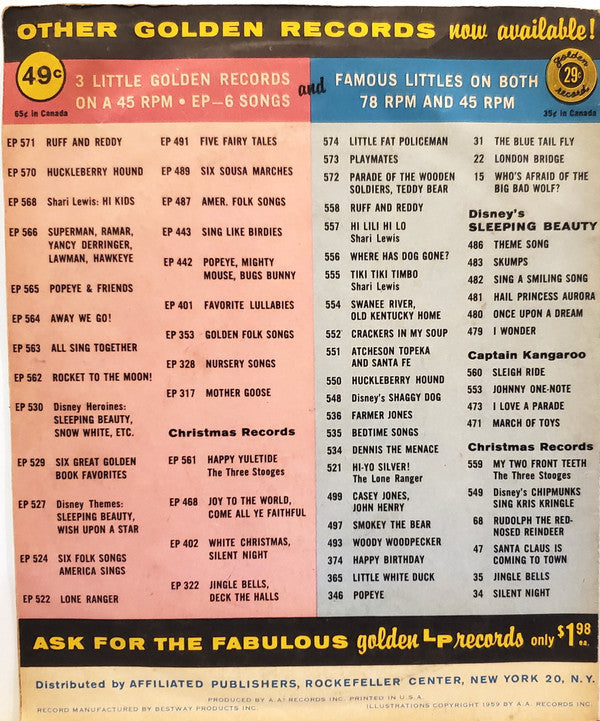 OTHER GOLDEN RECORDS now available!
49¢
65¢ in Canada
3 LITTLE GOLDEN RECORDS
ON A 45 RPM • EP–6 SONGS
and
FAMOUS LITTLES ON BOTH
78 RPM AND 45 RPM
golden
29¢
record
35¢ in Canada
EP 571 RUFF AND REDDY
EP 570 HUCKLEBERRY HOUND
EP 568 Shari Lewis: HI KIDS
EP 566 SUPERMAN, RAMAR,
YANCY DERRINGER,
LAWMAN, HAWKEYE
EP 565 POPEYE & FRIENDS
EP 564 AWAY WE GO!
EP 563 ALL SING TOGETHER
EP 562 ROCKET TO THE MOON!
EP 530 Disney Heroines:
SLEEPING BEAUTY,
SNOW WHITE, ETC.
EP 529 SIX GREAT GOLDEN
BOOK FAVORITES
EP 527 Disney Themes:
SLEEPING BEAUTY,
WISH UPON A STAR
EP 524 SIX FOLK SONGS
AMERICA SINGS
EP 522 LONE RANGER
EP 491 FIVE FAIRY TALES
EP 489 SIX SOUSA MARCHES
EP 487 AMER. FOLK SONGS
EP 443 SING LIKE BIRDIES
EP 442 POPEYE, MIGHTY
MOUSE, BUGS BUNNY
EP 401 FAVORITE LULLABIES
EP 353 GOLDEN FOLK SONGS
EP 328 NURSERY SONGS
EP 317 MOTHER GOOSE
Christmas Records
EP 561 HAPPY YULETIDE
The Three Stooges
EP 468 JOY TO THE WORLD,
COME ALL YE FAITHFUL
EP 402 WHITE CHRISTMAS,
SILENT NIGHT
EP 322 JINGLE BELLS,
DECK THE HALLS
574 LITTLE FAT POLICEMAN
573 PLAYMATES
572 PARADE OF THE WOODEN
SOLDIERS, TEDDY BEAR
558 RUFF AND REDDY
557 HI LILI HI LO
Shari Lewis
556 WHERE HAS DOG GONE?
555 TIKI TIKI TIMBO
Shari Lewis
554 SWANEE RIVER,
OLD KENTUCKY HOME
552 CRACKERS IN MY SOUP
551 ATCHESON TOPEKA
AND SANTA FE
550 HUCKLEBERRY HOUND
548 Disney's SHAGGY DOG
536 FARMER JONES
535 BEDTIME SONGS
534 DENNIS THE MENACE
521 HI-YO SILVER!
The Lone Ranger
499 CASEY JONES,
JOHN HENRY
497 SMOKEY THE BEAR
493 WOODY WOODPECKER
374 HAPPY BIRTHDAY
365 LITTLE WHITE DUCK
346 POPEYE
31 THE BLUE TAIL FLY
22 LONDON BRIDGE
15 WHO'S AFRAID OF THE
BIG BAD WOLF?
Disney's
SLEEPING BEAUTY
486 THEME SONG
483 SKUMPS
482 SING A SMILING SONG
481 HAIL PRINCESS AURORA
480 ONCE UPON A DREAM
479 I WONDER
Captain Kangaroo
560 SLEIGH RIDE
553 JOHNNY ONE-NOTE
473 I LOVE A PARADE
471 MARCH OF TOYS
Christmas Records
559 MY TWO FRONT TEETH
The Three Stooges
549 Disney's CHIPMUNKS
SING KRIS KRINGLE
68 RUDOLPH THE RED-
NOSED REINDEER
47 SANTA CLAUS IS
COMING TO TOWN
35 JINGLE BELLS
34 SILENT NIGHT
ASK FOR THE FABULOUS golden LP records only $1.98 ea.
Distributed by AFFILIATED PUBLISHERS, ROCKEFELLER CENTER, NEW YORK 20, N.Y.
PRODUCED BY A.A. RECORDS INC. PRINTED IN U.S.A.
RECORD MANUFACTURED BY BESTWAY PRODUCTS INC. ILLUSTRATIONS COPYRIGHT 1959 BY A.A. RECORDS INC.